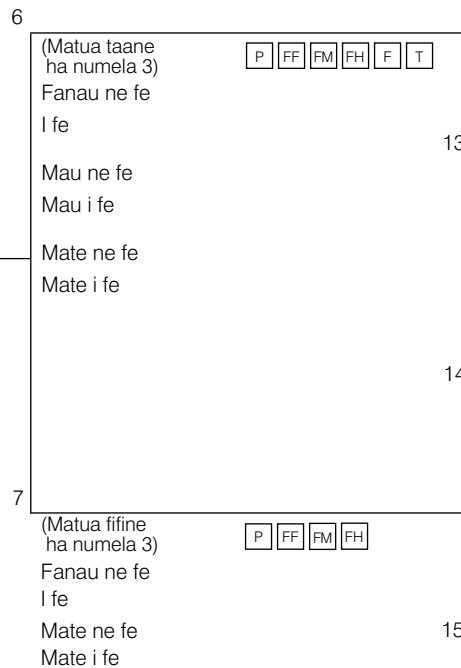 6
(Matua taane
ha numela 3)
P FF FM FH F T
Fanau ne fe
I fe
13
Mau ne fe
Mau i fe
Mate ne fe
Mate i fe
14
7
(Matua fifine
ha numela 3)
P FF FM FH
Fanau ne fe
I fe
Mate ne fe
15
Mate i fe